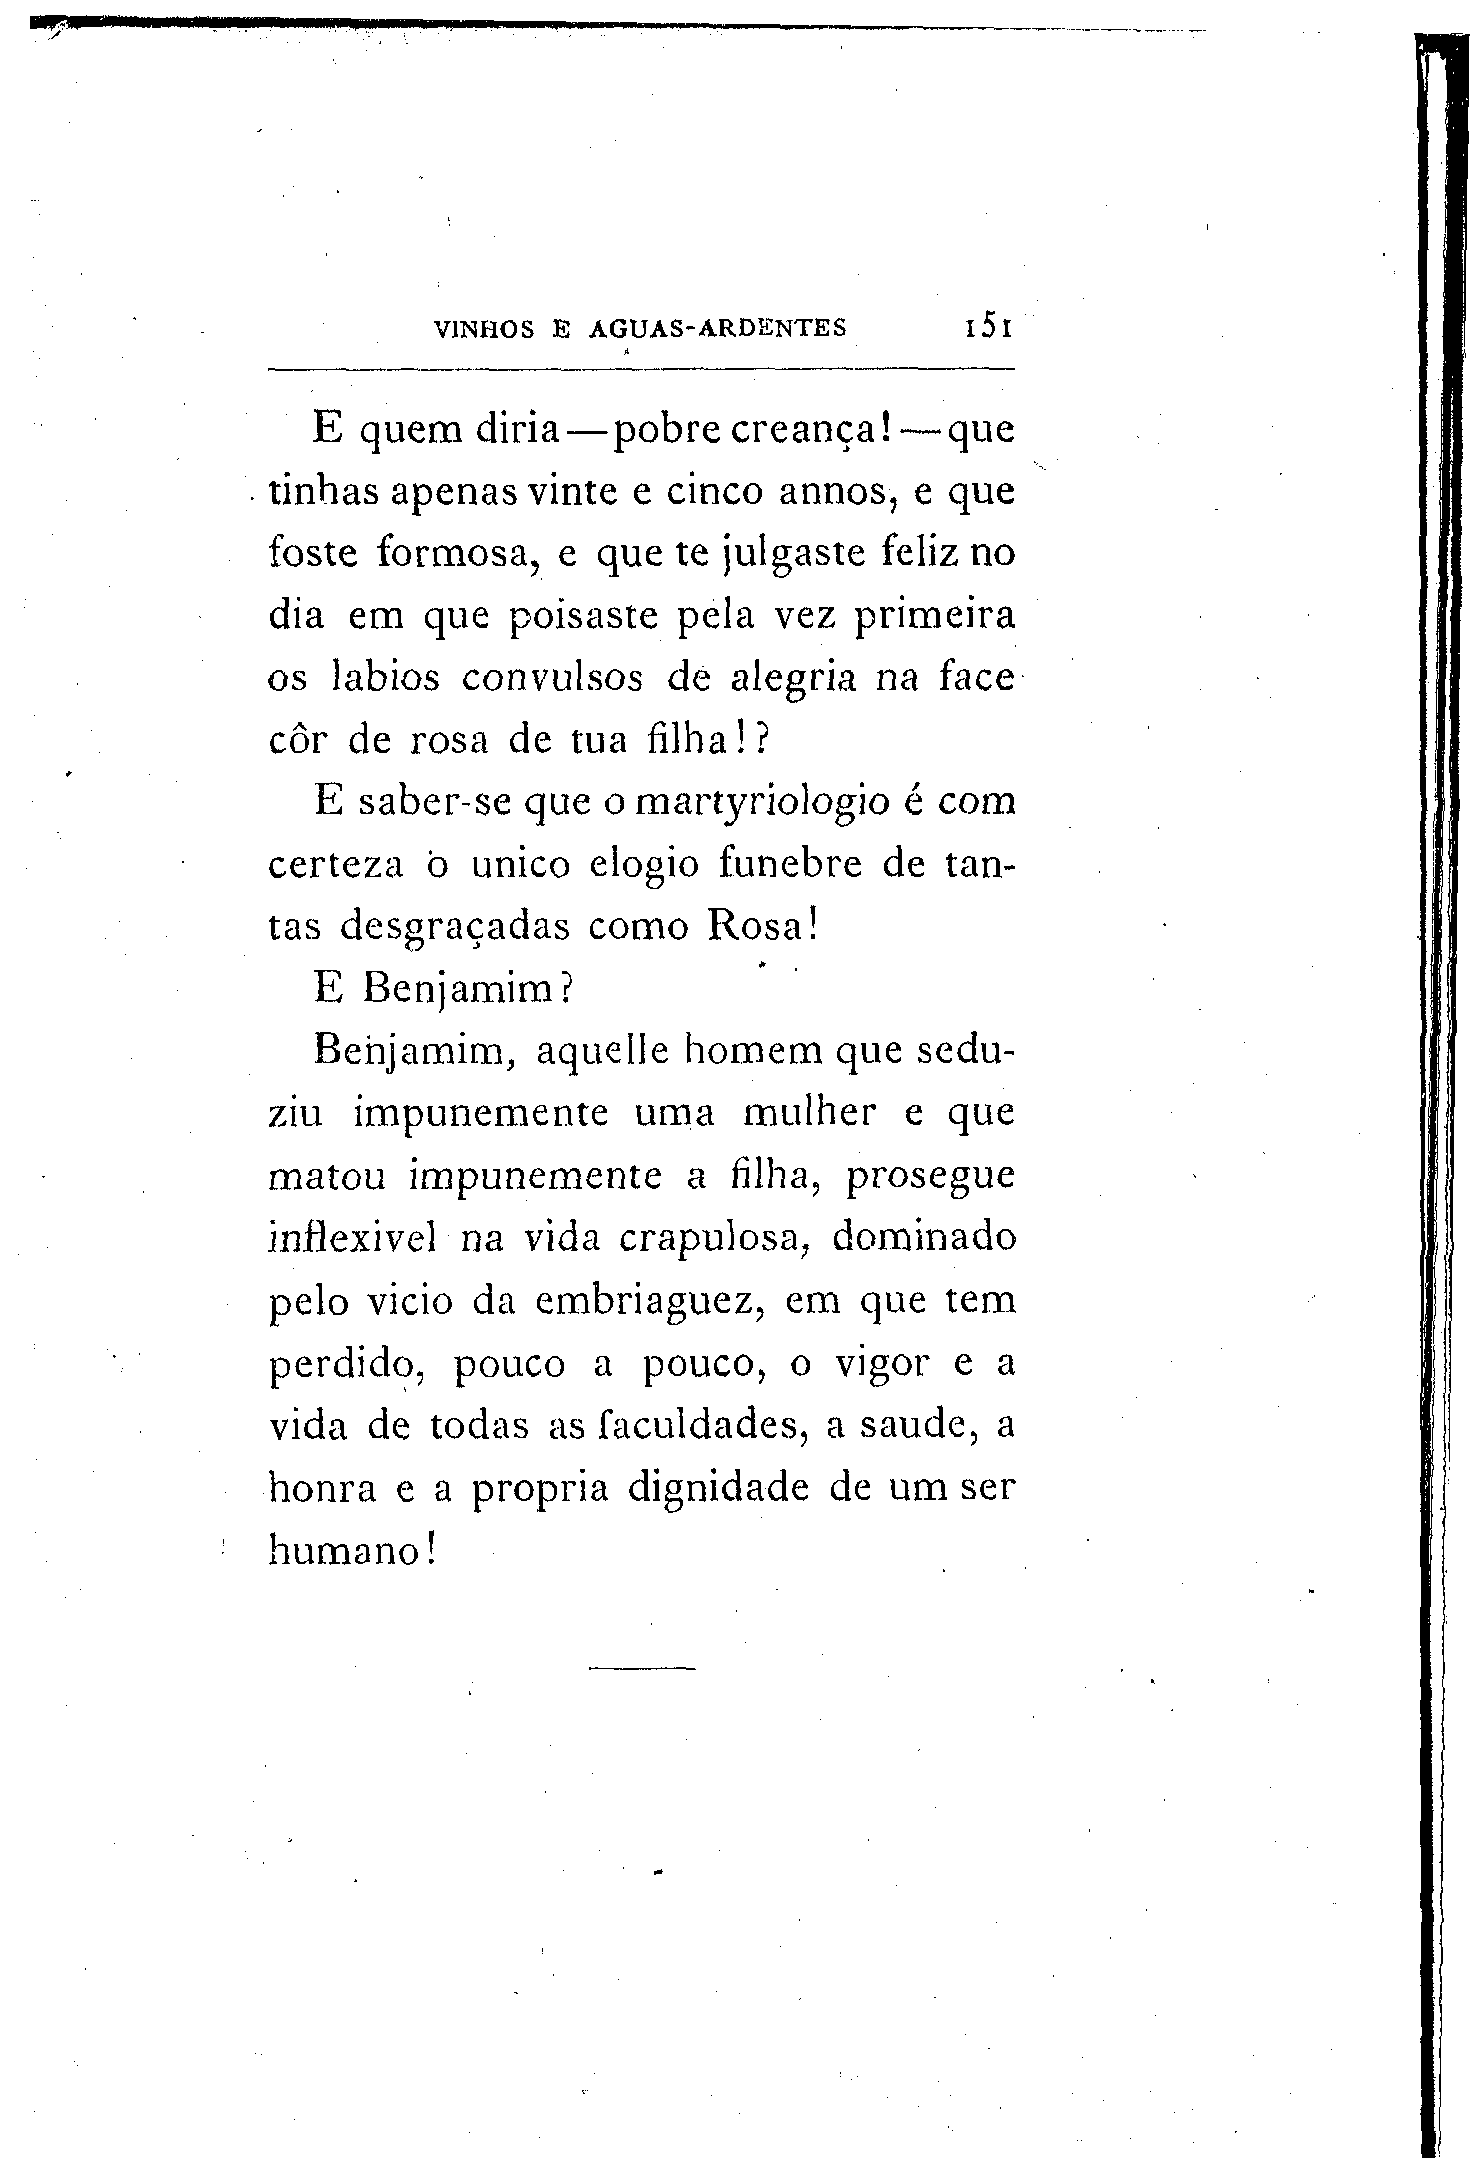 VINHOS E AGUAS-ARDENTES 151
E quem diria—pobre creança!—que
tinhas apenas vinte e cinco annos, e que
foste formosa, e que te julgaste feliz no
dia em que poisaste pela vez primeira
os labios convulsos de alegria na face
côr de rosa de tua filha!?
E saber-se que o martyriologio é com
certeza o unico elogio funebre de tan-
tas desgraçadas como Rosa!
E Benjamim?
Benjamim, aquelle homem que sedu-
ziu impunemente uma mulher e que
matou impunemente a filha, prosegue
inflexivel na vida crapulosa, dominado
pelo vicio da embriaguez, em que tem
perdido, pouco a pouco, o vigor e a
vida de todas as faculdades, a saude, a
honra e a propria dignidade de um ser
humano!